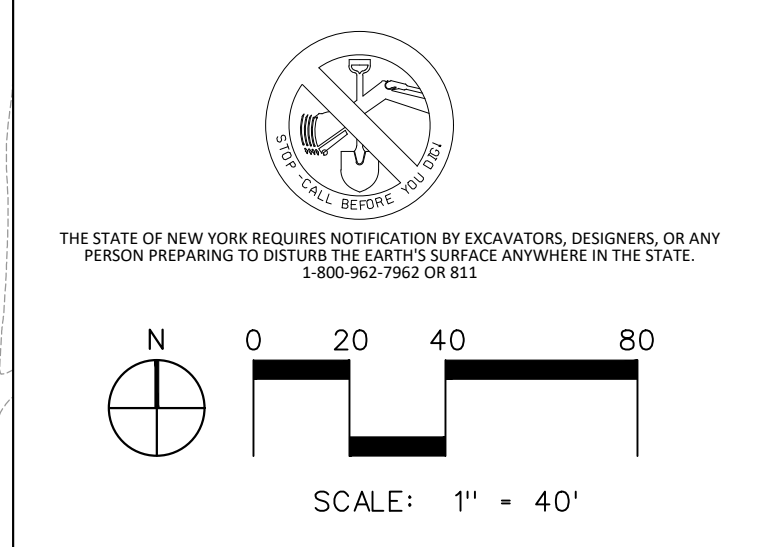 STOP - CALL BEFORE YOU DIG!
THE STATE OF NEW YORK REQUIRES NOTIFICATION BY EXCAVATORS, DESIGNERS, OR ANY
PERSON PREPARING TO DISTURB THE EARTH'S SURFACE ANYWHERE IN THE STATE.
1-800-962-7962 OR 811
N 0 20 40 80
SCALE: 1" = 40'